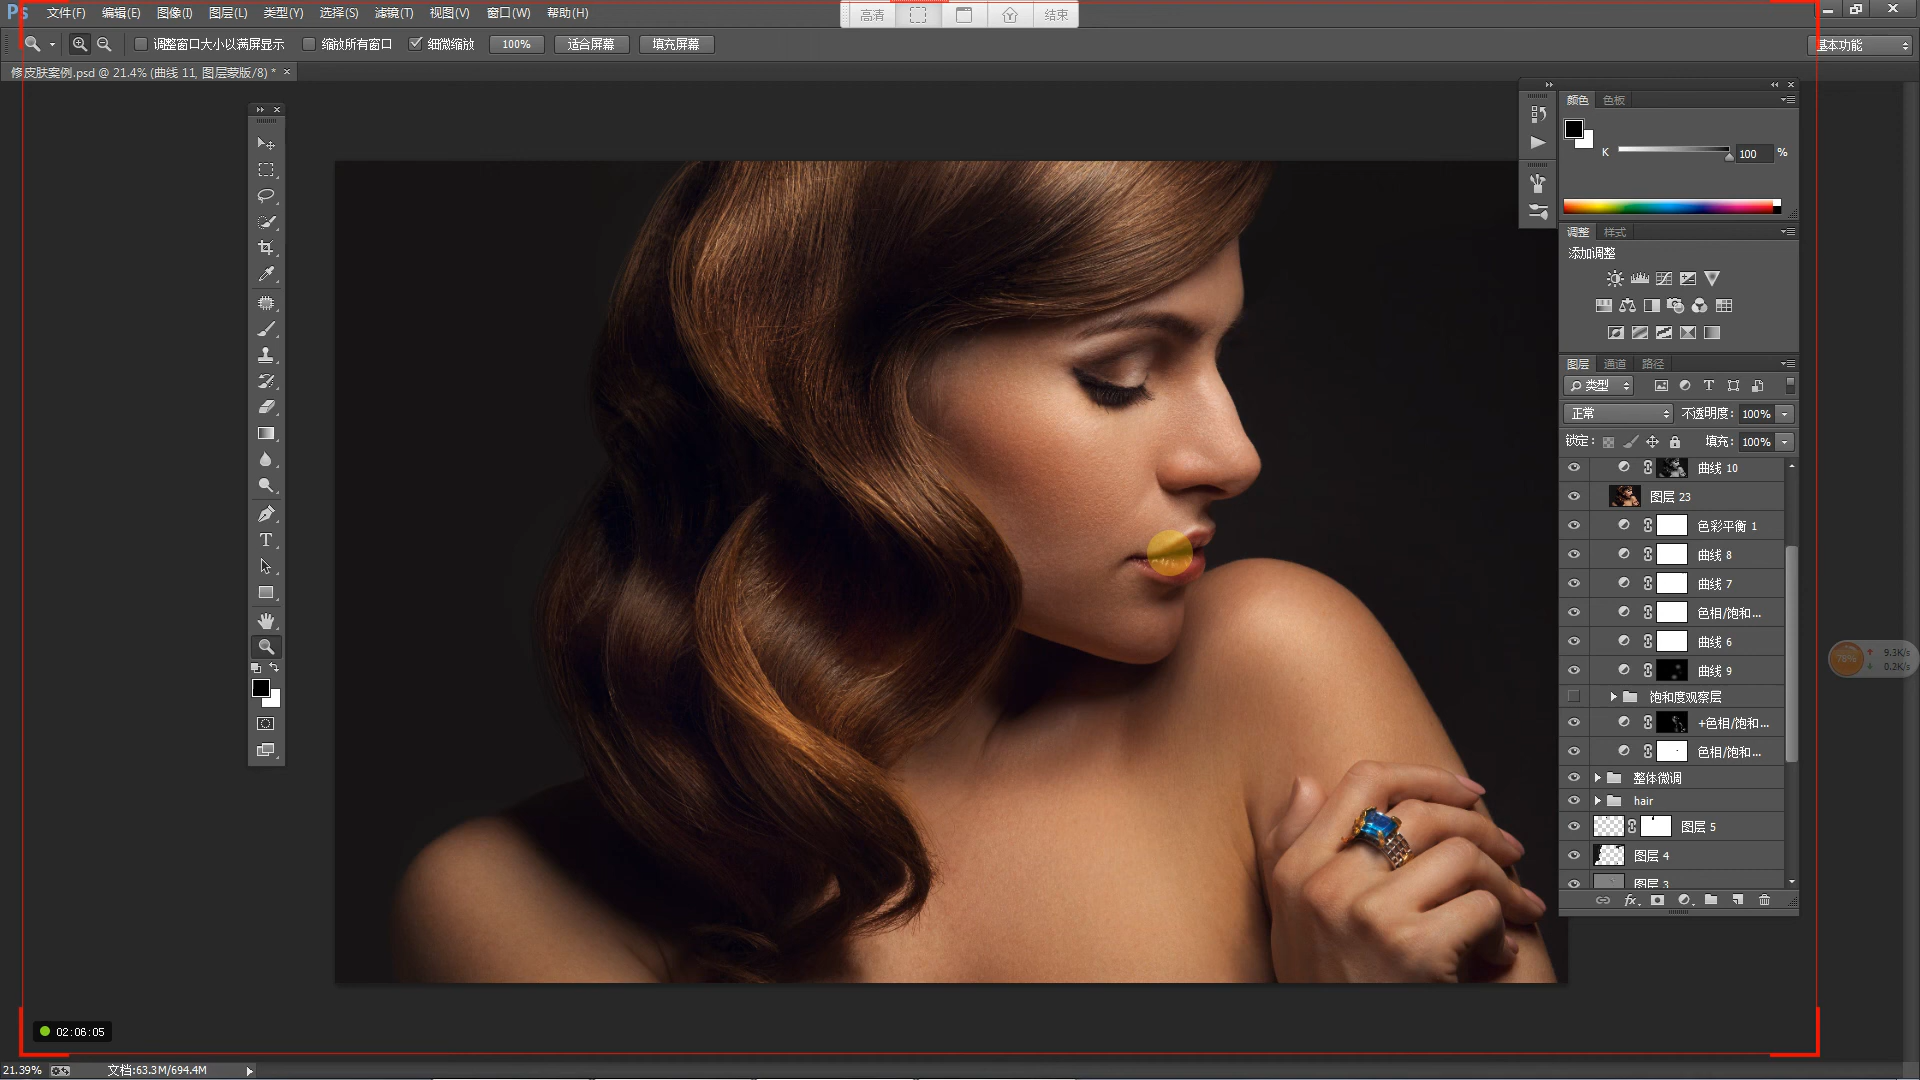 Ps 文件(F) 编辑(E) 图像(I) 图层(L) 类型(Y) 选择(S) 滤镜(T) 视图(V) 窗口(W) 帮助(H)
高清 结束
调整窗口大小以满屏显示 缩放所有窗口 细微缩放 100% 适合屏幕 填充屏幕 基本功能
修皮肤案例.psd @ 21.4% (曲线 11, 图层蒙版/8) * ×
颜色 色板
K 100 %
调整 样式
添加调整
图层 通道 路径
类型
正常 不透明度: 100%
锁定: 填充: 100%
曲线 10
图层 23
色彩平衡 1
曲线 8
曲线 7
色相/饱和...
曲线 6
曲线 9
饱和度观察层
+色相/饱和...
色相/饱和...
整体微调
hair
图层 5
图层 4
图层 3
fx
78% 9.3K/s
0.2K/s
02:06:05
21.39% 文档:63.3M/694.4M